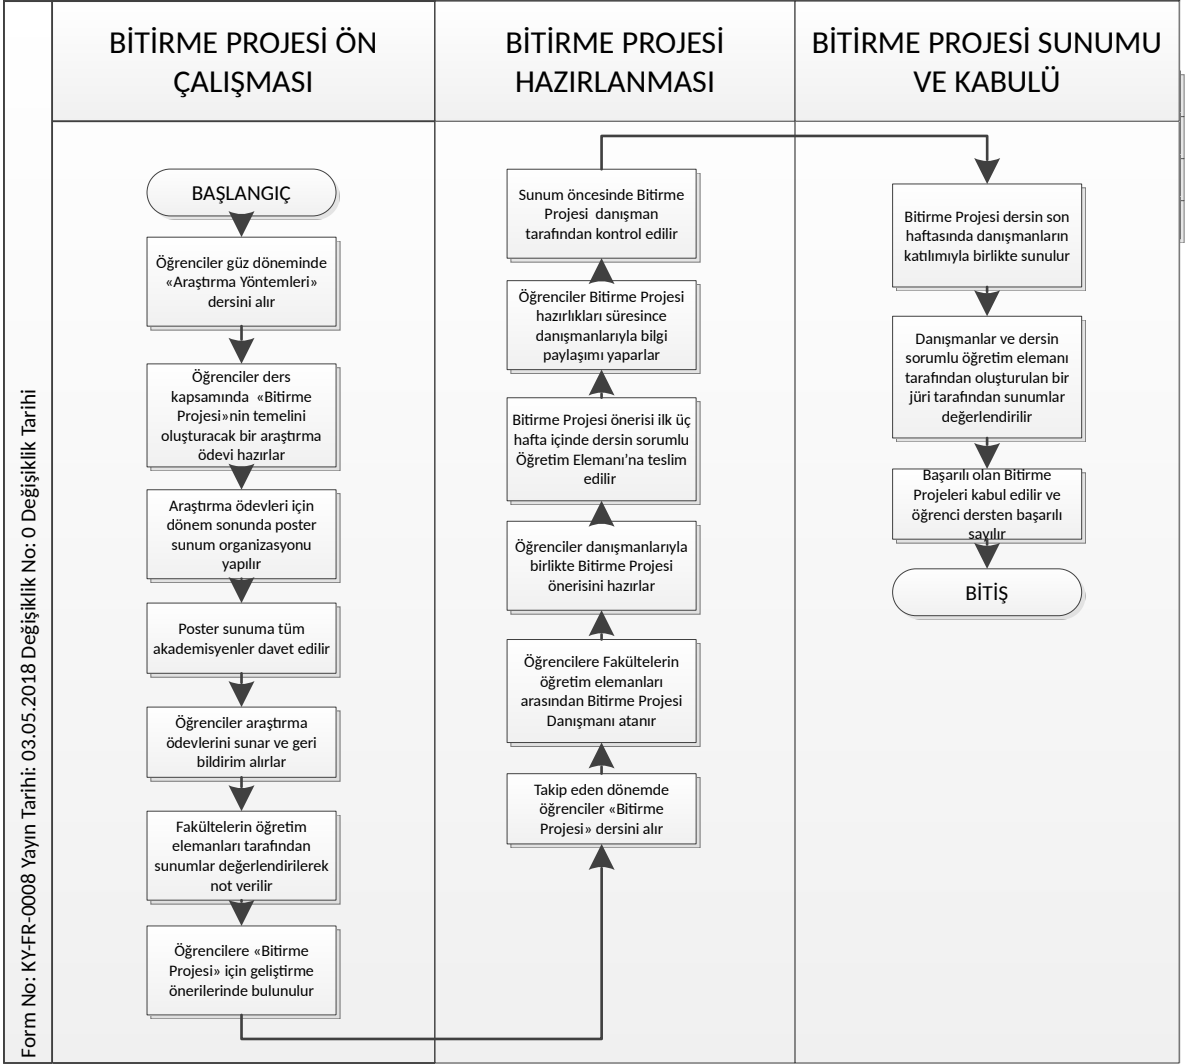 BİTİRME PROJESİ ÖN
ÇALIŞMASI
BİTİRME PROJESİ
HAZIRLANMASI
BİTİRME PROJESİ SUNUMU
VE KABULÜ
Form No: KY-FR-0008 Yayın Tarihi: 03.05.2018 Değişiklik No: 0 Değişiklik Tarihi
BAŞLANGIÇ
Öğrenciler güz döneminde
«Araştırma Yöntemleri»
dersini alır
Öğrenciler ders
kapsamında «Bitirme
Projesi»nin temelini
oluşturacak bir araştırma
ödevi hazırlar
Araştırma ödevleri için
dönem sonunda poster
sunum organizasyonu
yapılır
Poster sunuma tüm
akademisyenler davet edilir
Öğrenciler araştırma
ödevlerini sunar ve geri
bildirim alırlar
Fakültelerin öğretim
elemanları tarafından
sunumlar değerlendirilerek
not verilir
Öğrencilere «Bitirme
Projesi» için geliştirme
önerilerinde bulunulur
Takip eden dönemde
öğrenciler «Bitirme
Projesi» dersini alır
Öğrencilere Fakültelerin
öğretim elemanları
arasından Bitirme Projesi
Danışmanı atanır
Öğrenciler danışmanlarıyla
birlikte Bitirme Projesi
önerisini hazırlar
Bitirme Projesi önerisi ilk üç
hafta içinde dersin sorumlu
Öğretim Elemanı’na teslim
edilir
Öğrenciler Bitirme Projesi
hazırlıkları süresince
danışmanlarıyla bilgi
paylaşımı yaparlar
Sunum öncesinde Bitirme
Projesi danışman
tarafından kontrol edilir
Bitirme Projesi dersin son
haftasında danışmanların
katılımıyla birlikte sunulur
Danışmanlar ve dersin
sorumlu öğretim elemanı
tarafından oluşturulan bir
jüri tarafından sunumlar
değerlendirilir
Başarılı olan Bitirme
Projeleri kabul edilir ve
öğrenci dersten başarılı
sayılır
BİTİŞ